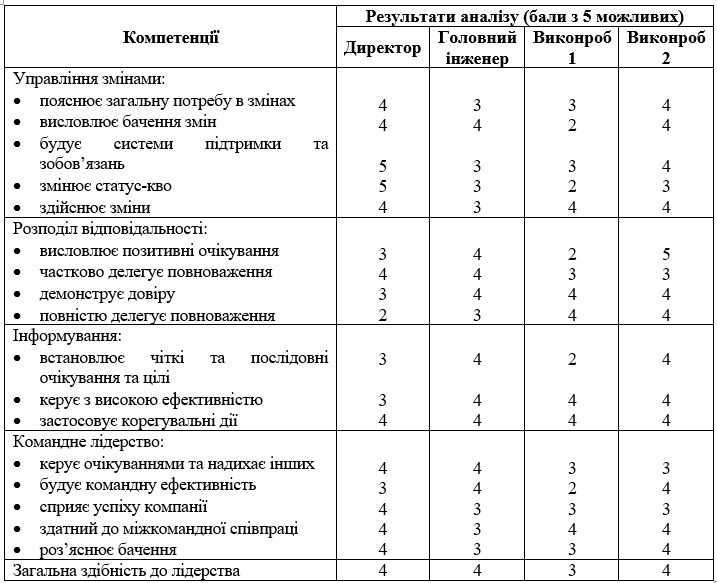 Компетенції Результати аналізу (бали з 5 можливих)
Директор Головний інженер Виконроб 1 Виконроб 2
Управління змінами:
• пояснює загальну потребу в змінах 4 3 3 4
• висловлює бачення змін 4 4 2 4
• будує системи підтримки та
зобов’язань 5 3 3 4
• змінює статус-кво 5 3 2 3
• здійснює зміни 4 3 4 4
Розподіл відповідальності:
• висловлює позитивні очікування 3 4 2 5
• частково делегує повноваження 4 4 3 3
• демонструє довіру 3 4 4 4
• повністю делегує повноваження 2 3 4 4
Інформування:
• встановлює чіткі та послідовні 3 4 2 4
очікування та цілі
• керує з високою ефективністю 3 4 4 4
• застосовує корегувальні дії 4 4 4 4
Командне лідерство:
• керує очікуваннями та надихає інших 4 4 3 3
• будує командну ефективність 3 4 2 4
• сприяє успіху компанії 4 3 3 3
• здатний до міжкомандної співпраці 4 3 4 4
• роз’яснює бачення 4 3 3 4
Загальна здібність до лідерства 4 4 3 4